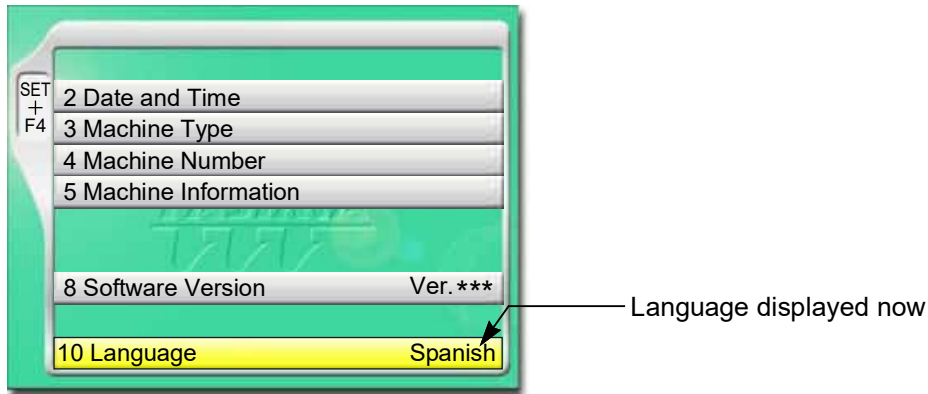 SET
+
F4
2 Date and Time
3 Machine Type
4 Machine Number
5 Machine Information
8 Software Version Ver.***
Language displayed now
10 Language Spanish